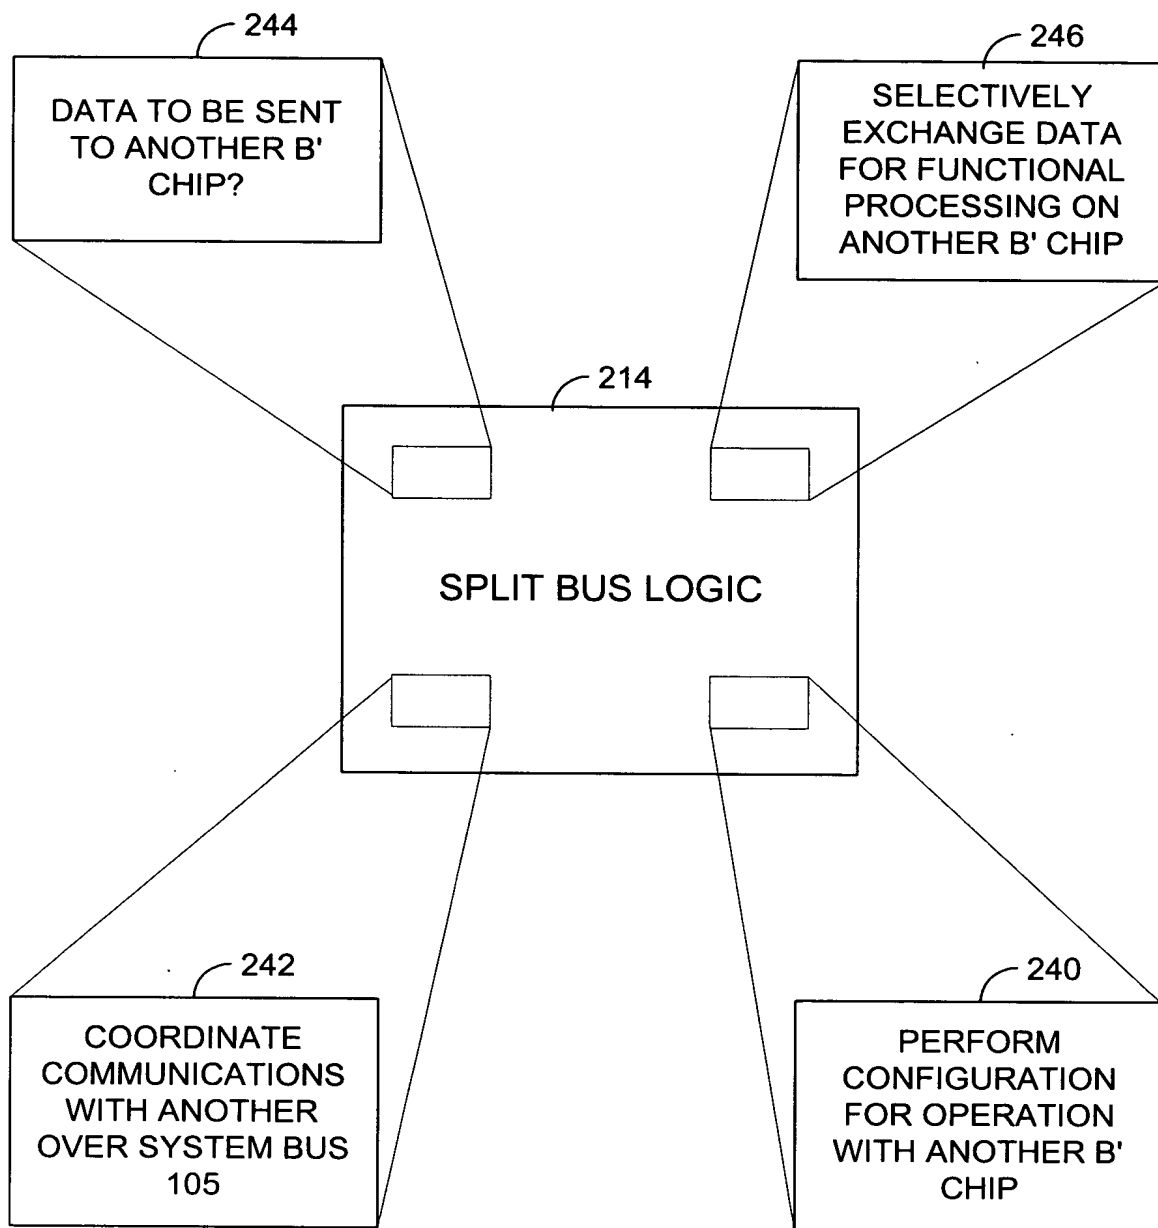 244
DATA TO BE SENT
TO ANOTHER B'
CHIP?
246
SELECTIVELY
EXCHANGE DATA
FOR FUNCTIONAL
PROCESSING ON
ANOTHER B' CHIP
214
SPLIT BUS LOGIC
242
COORDINATE
COMMUNICATIONS
WITH ANOTHER
OVER SYSTEM BUS
105
240
PERFORM
CONFIGURATION
FOR OPERATION
WITH ANOTHER B'
CHIP